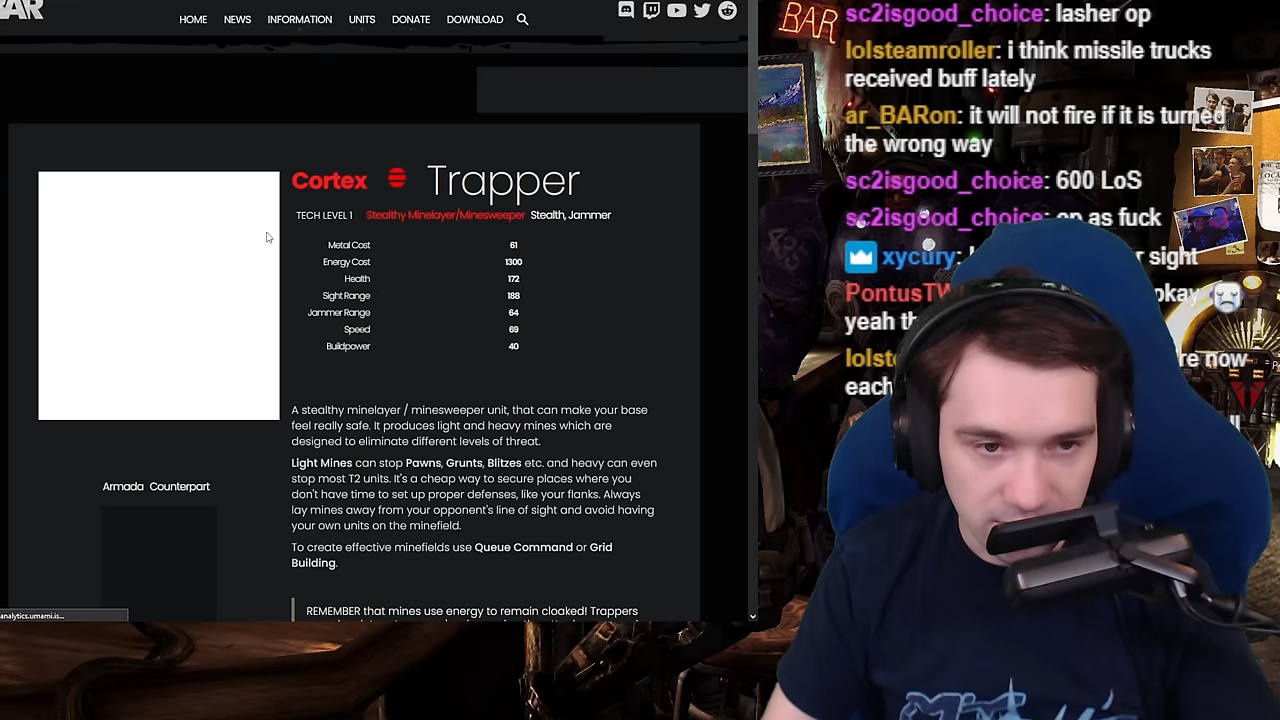 BAR
HOME NEWS INFORMATION UNITS DONATE DOWNLOAD
Cortex Trapper
TECH LEVEL 1 Stealthy Minelayer/Minesweeper Stealth, Jammer
Metal Cost 61
Energy Cost 1300
Health 172
Sight Range 188
Jammer Range 64
Speed 69
Buildpower 40
A stealthy minelayer / minesweeper unit, that can make your base
feel really safe. It produces light and heavy mines which are
designed to eliminate different levels of threat.
Light Mines can stop Pawns, Grunts, Blitzes etc. and heavy can even
stop most T2 units. It's a cheap way to secure places where you
don't have time to set up proper defenses, like your flanks. Always
lay mines away from your opponent's line of sight and avoid having
your own units on the minefield.
To create effective minefields use Queue Command or Grid
Building.
REMEMBER that mines use energy to remain cloaked! Trappers
Armada Counterpart
analytics.umami.is...
BAR
sc2isgood_choice: lasher op
lolsteamroller: i think missile trucks
received buff lately
ar_BARon: it will not fire if it is turned
the wrong way
sc2isgood_choice: 600 LoS
sc2isgood_choice: op as fuck
xycury: sight
PontusTW okay
yeah
re now
each